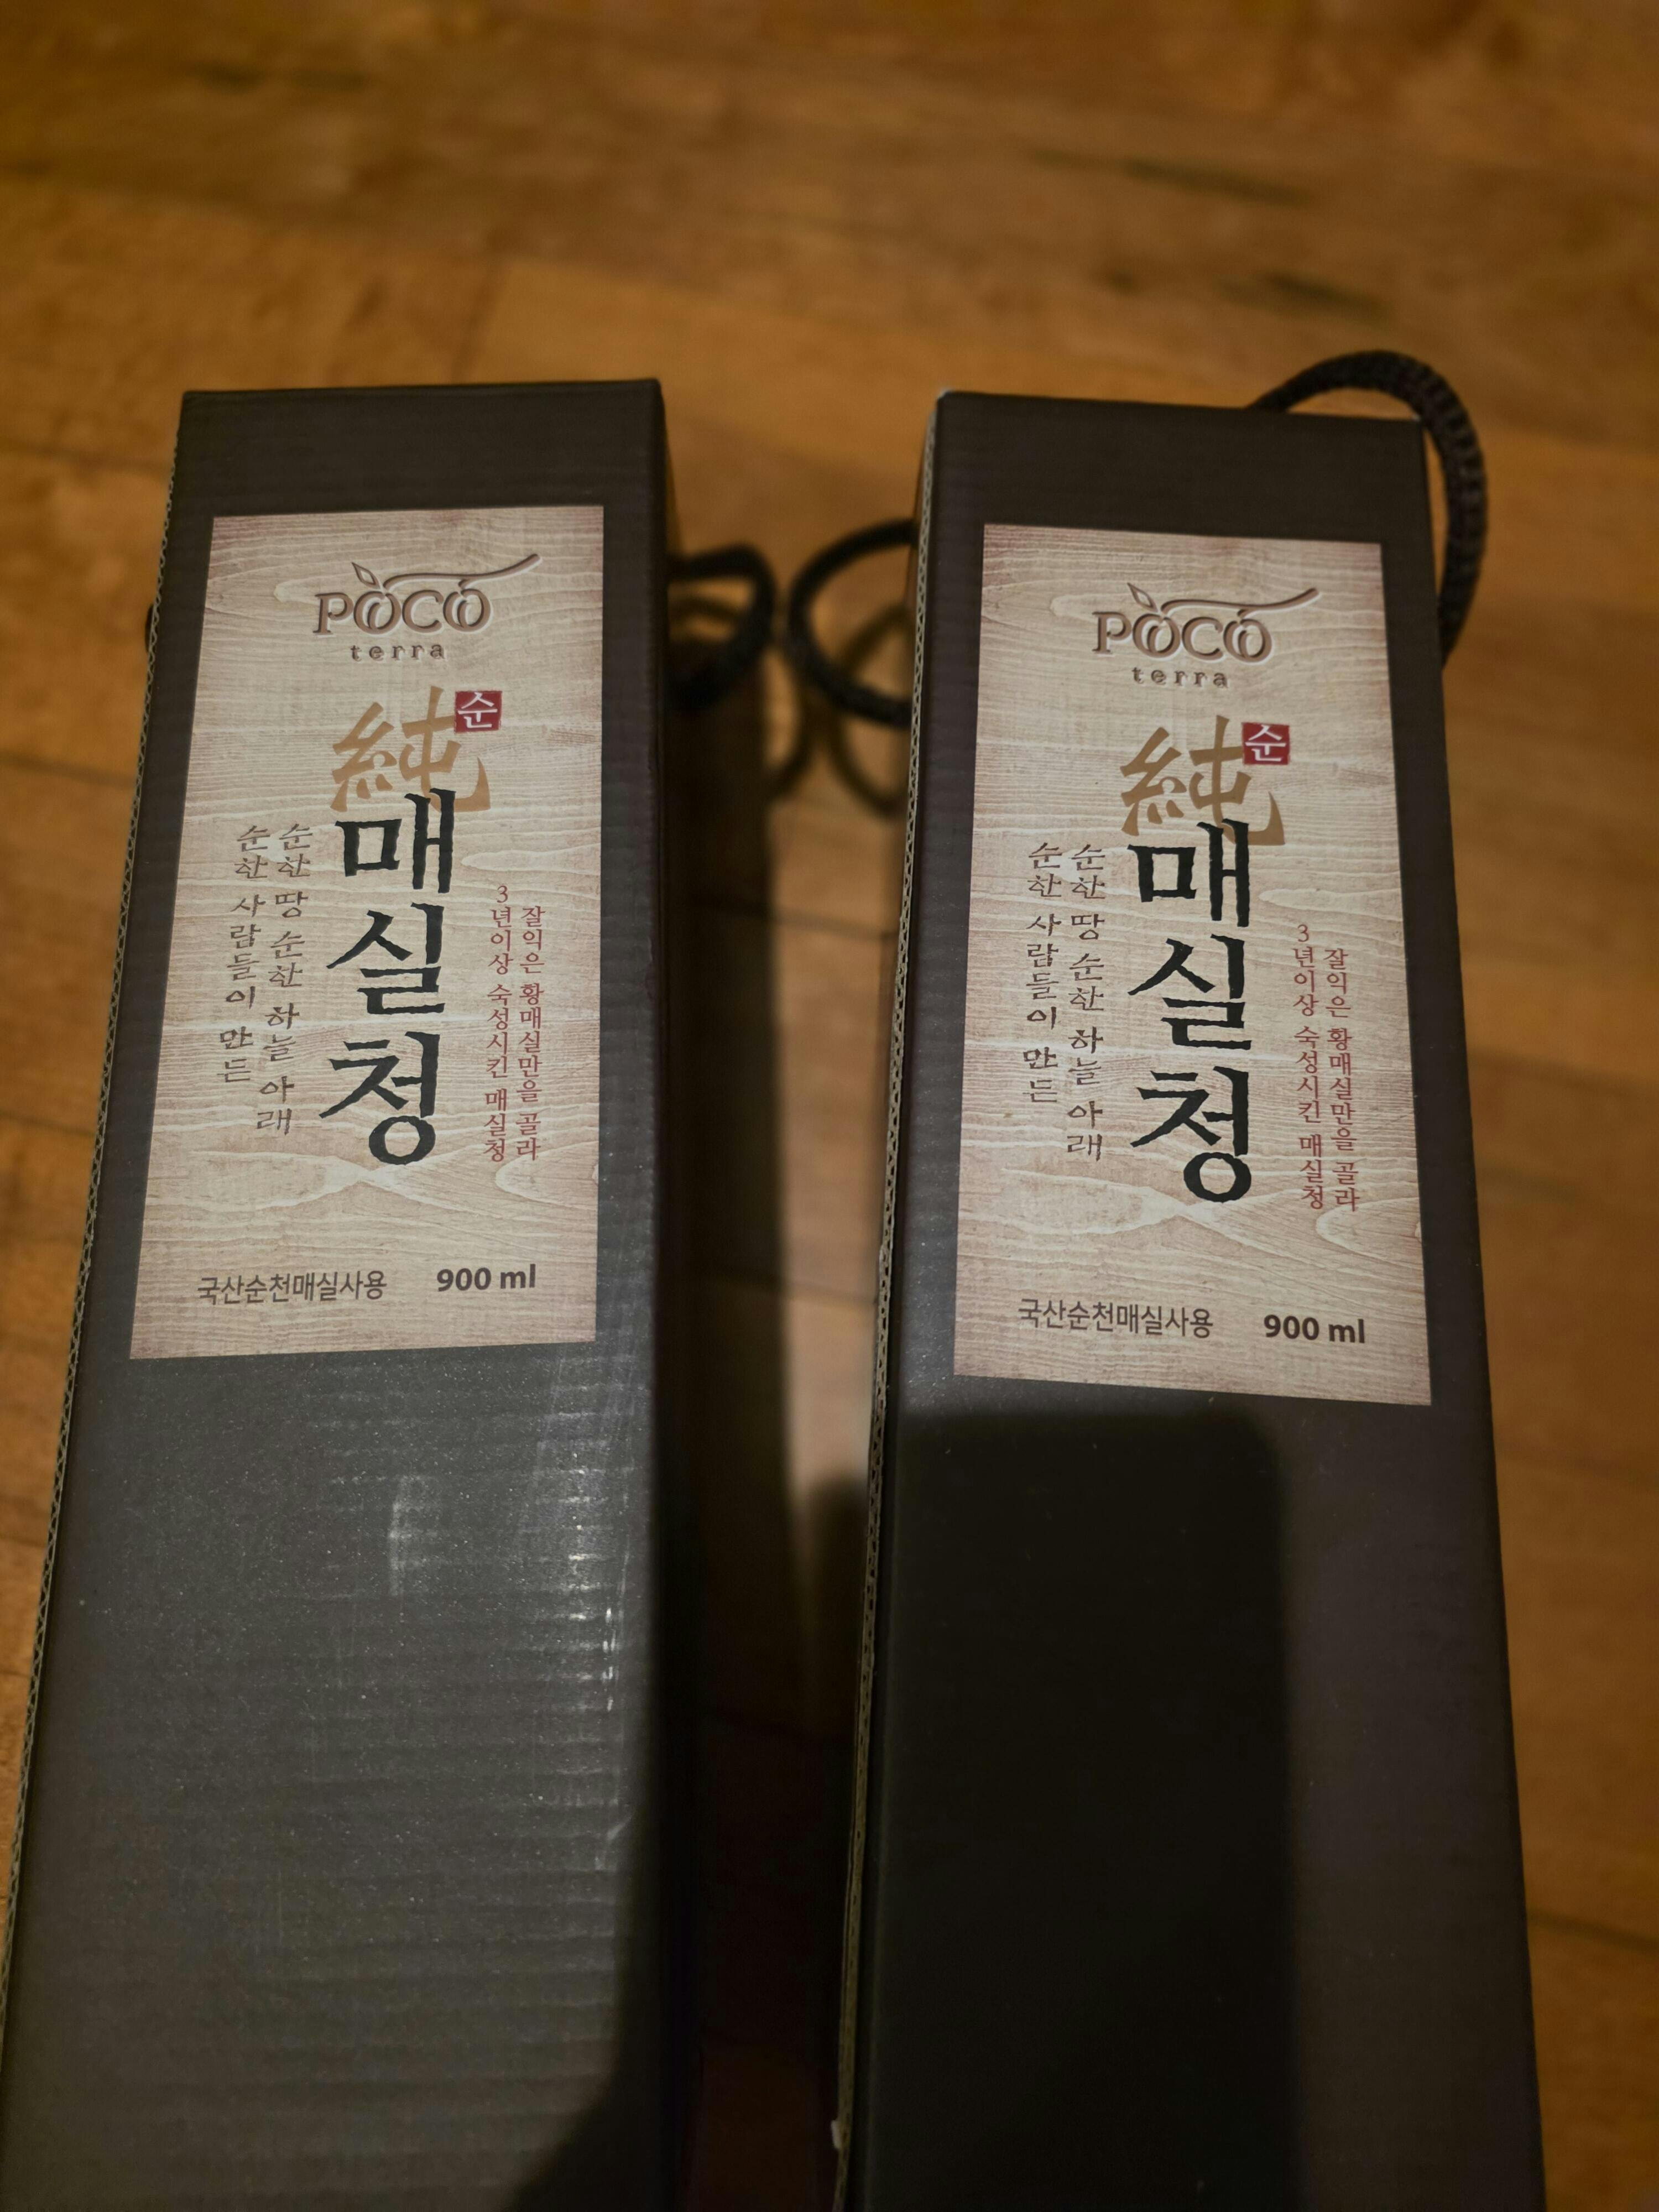 POCO
terra
純
순
매실청
순한 땅 순한 하늘 아래
순한 사람들이 만든
잘익은 황매실만을 골라
3년이상 숙성시킨 매실청
국산순천매실사용
900 ml
POCO
terra
純
순
매실청
순한 땅 순한 하늘 아래
순한 사람들이 만든
잘익은 황매실만을 골라
3년이상 숙성시킨 매실청
국산순천매실사용
900 ml